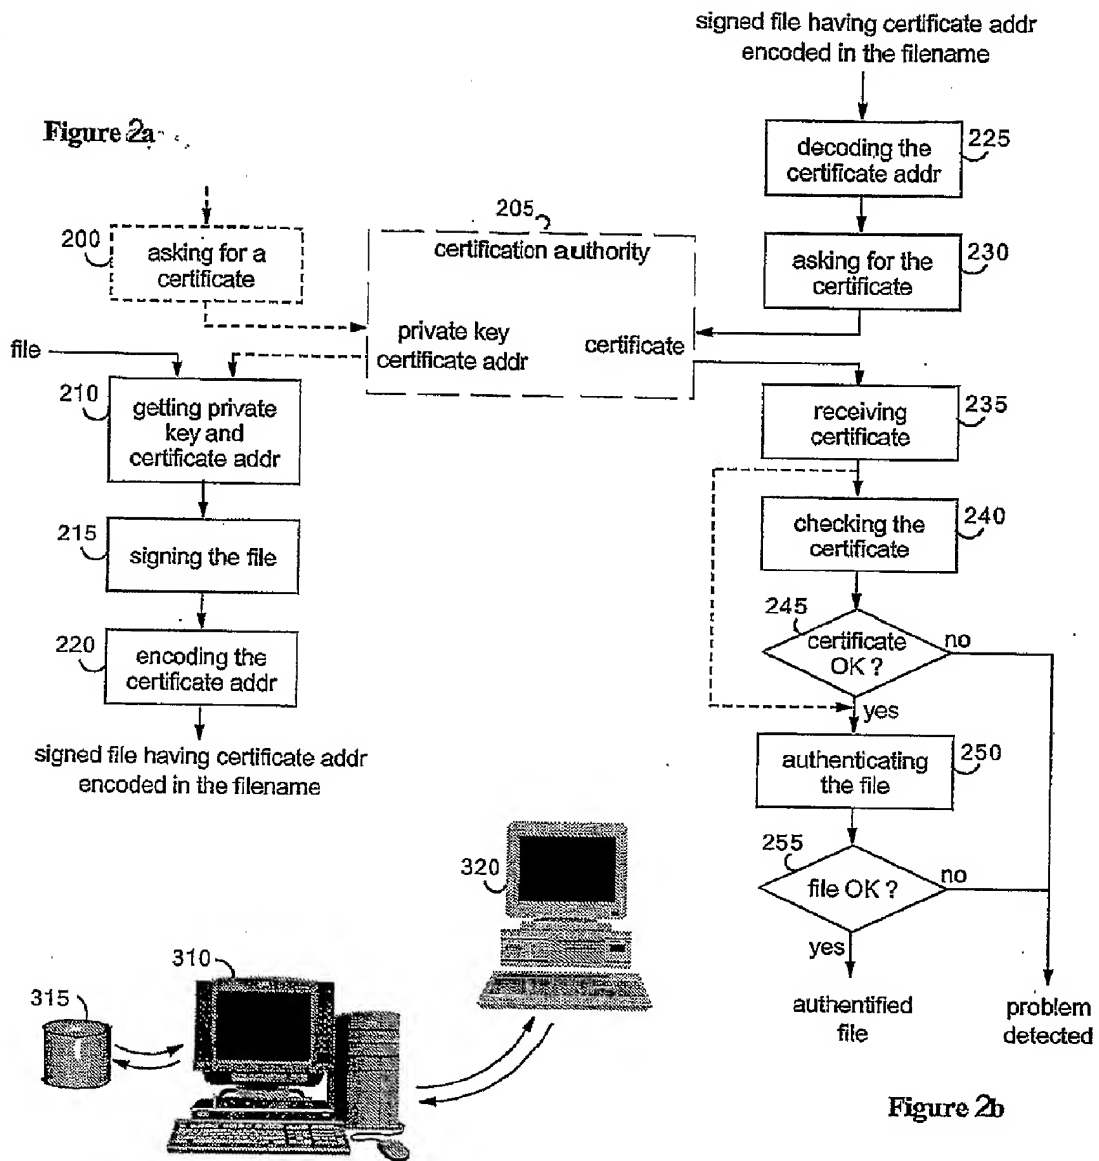 Figure 2a
200
asking for a
certificate
205
certification authority
private key
certificate addr
certificate
file
210
getting private
key and
certificate addr
215
signing the file
220
encoding the
certificate addr
signed file having certificate addr
encoded in the filename
signed file having certificate addr
encoded in the filename
225
decoding the
certificate addr
230
asking for the
certificate
235
receiving
certificate
240
checking the
certificate
245
certificate
OK ?
no
yes
250
authenticating
the file
255
file OK ?
no
yes
authentified
file
problem
detected
Figure 2b
320
310
315